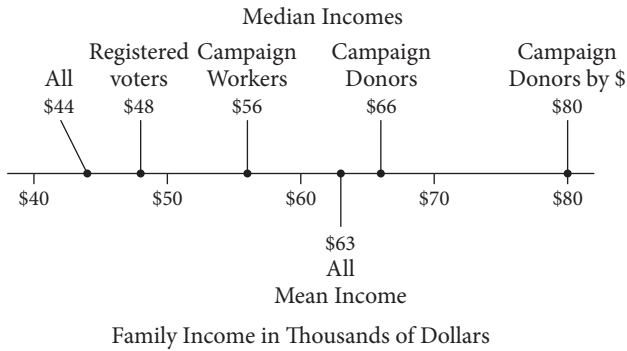 Median Incomes
Registered Campaign Campaign Campaign
All voters Workers Donors Donors by $
$44 $48 $56 $66 $80
$40 $50 $60 $70 $80
$63
All
Mean Income
Family Income in Thousands of Dollars